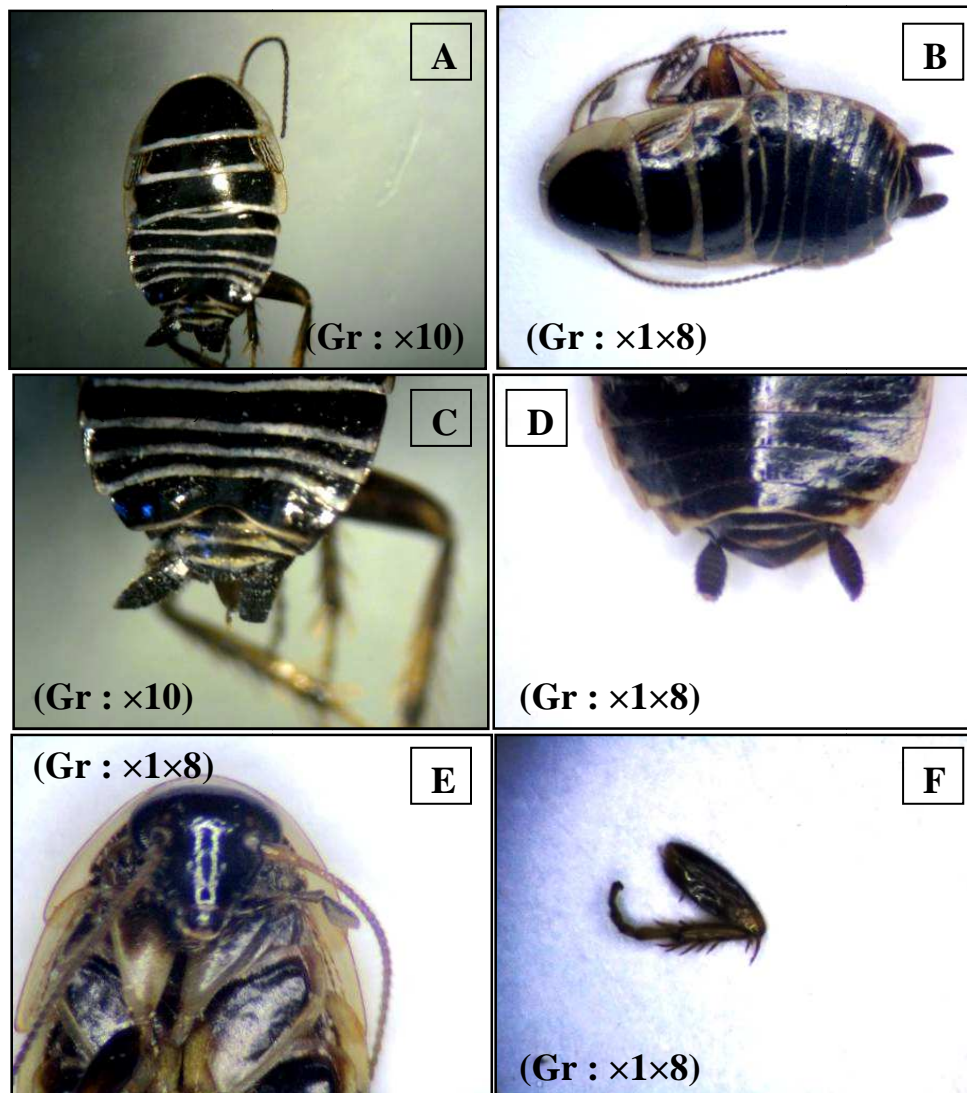 A
(Gr : ×10)
B
(Gr : ×1×8)
C
(Gr : ×10)
D
(Gr : ×1×8)
(Gr : ×1×8)
E
F
(Gr : ×1×8)